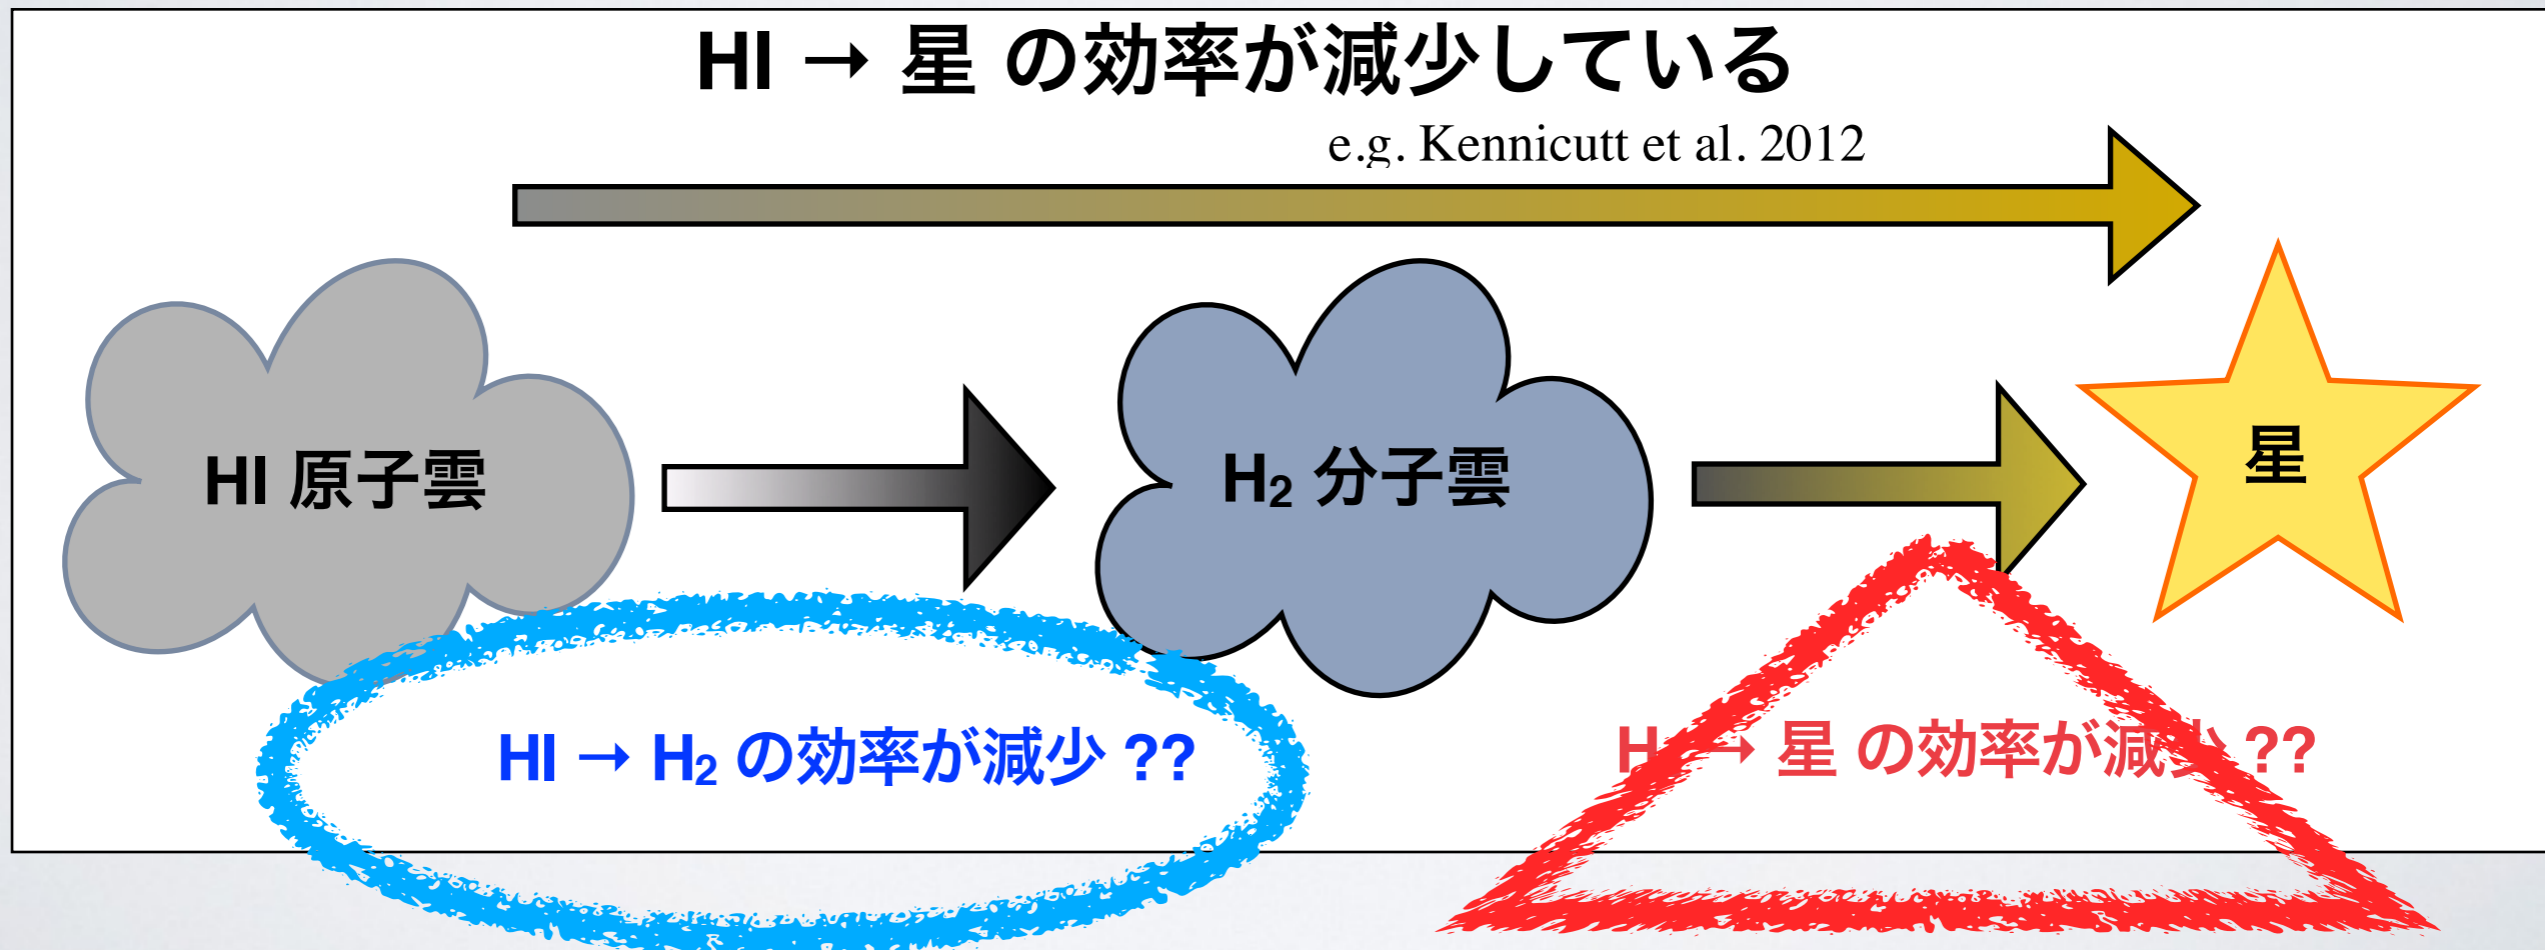 HI → 星 の効率が減少している
e.g. Kennicutt et al. 2012
HI 原子雲
H₂ 分子雲
星
HI → H₂ の効率が減少 ??
H → 星 の効率が減少 ??